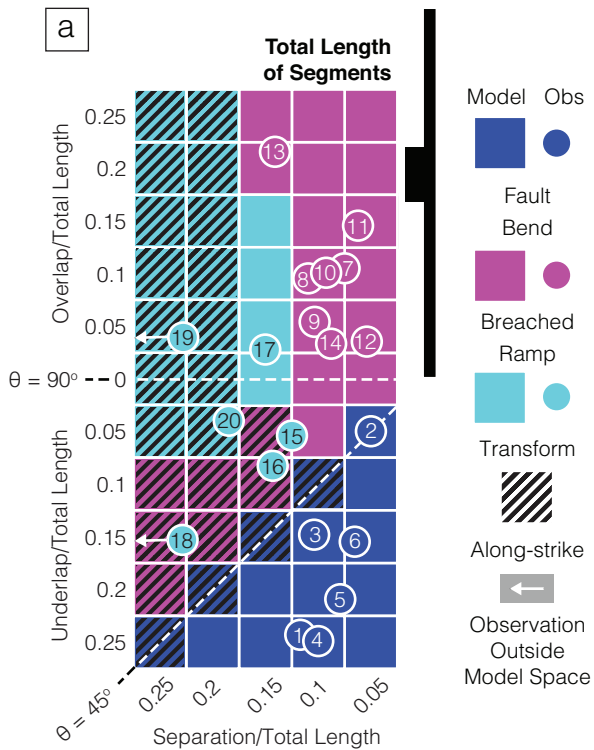 a
Total Length
of Segments
Model
Obs
Fault
Bend
Breached
Ramp
Transform
Along-strike
Observation
Outside
Model Space
Overlap/Total Length
0.25
0.2
0.15
0.1
0.05
θ = 90º
0
Underlap/Total Length
0.05
0.1
0.15
0.2
0.25
13
11
8
10
7
9
14
12
19
17
20
15
2
16
18
3
6
5
1
4
θ = 45º
0.25
0.2
0.15
0.1
0.05
Separation/Total Length